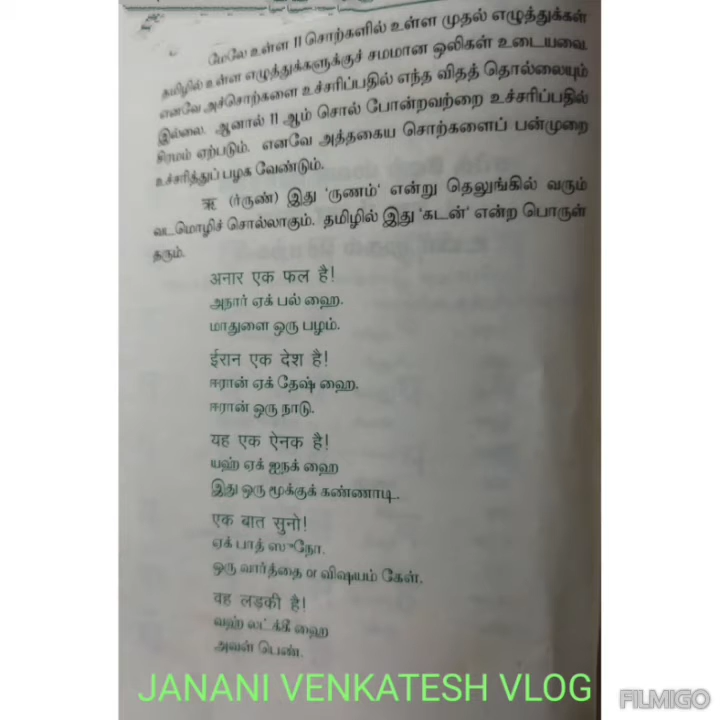 மேலே உள்ள 11 சொற்களில் உள்ள முதல் எழுத்துக்கள்
தமிழில் உள்ள எழுத்துக்களுக்குச் சமமான ஒலிகள் உடையவை.
எனவே அச்சொற்களை உச்சரிப்பதில் எந்த விதத் தொல்லையும்
இல்லை. ஆனால் 11 ஆம் சொல் போன்றவற்றை உச்சரிப்பதில்
சிரமம் ஏற்படும். எனவே அத்தகைய சொற்களைப் பன்முறை
உச்சரித்துப் பழக வேண்டும்.
ऋ (ர்ருண்) இது 'ருணம்' என்று தெலுங்கில் வரும்
வடமொழிச் சொல்லாகும். தமிழில் இது 'கடன்' என்ற பொருள்
தரும்.
अनार एक फल है!
அநார் ஏக் பல் ஹை.
மாதுளை ஒரு பழம்.
ईरान एक देश है!
ஈரான் ஏக் தேஷ் ஹை.
ஈரான் ஒரு நாடு.
यह एक ऐनक है!
யஹ் ஏக் ஐநக் ஹை
இது ஒரு மூக்குக் கண்ணாடி.
एक बात सुनो!
ஏக் பாத் ஸுநோ.
ஒரு வார்த்தை or விஷயம் கேள்.
वह लड़की है!
வஹ் லட்க்கீ ஹை
அவள் பெண்.
JANANI VENKATESH VLOG
FILMIGO